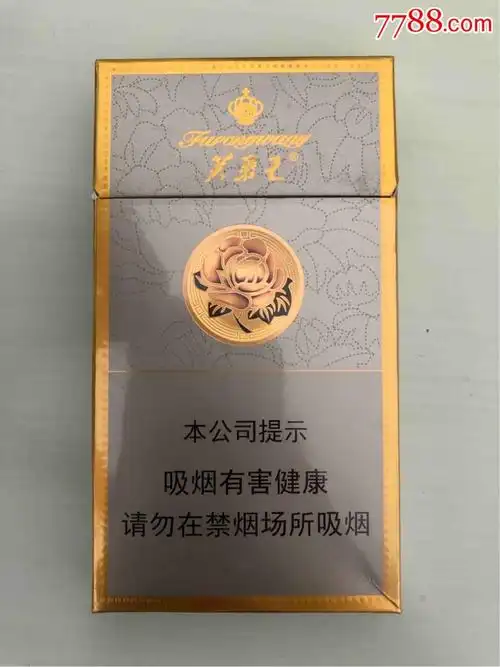 7788.com
Furongwang
芙蓉王®
本公司提示
吸烟有害健康
请勿在禁烟场所吸烟